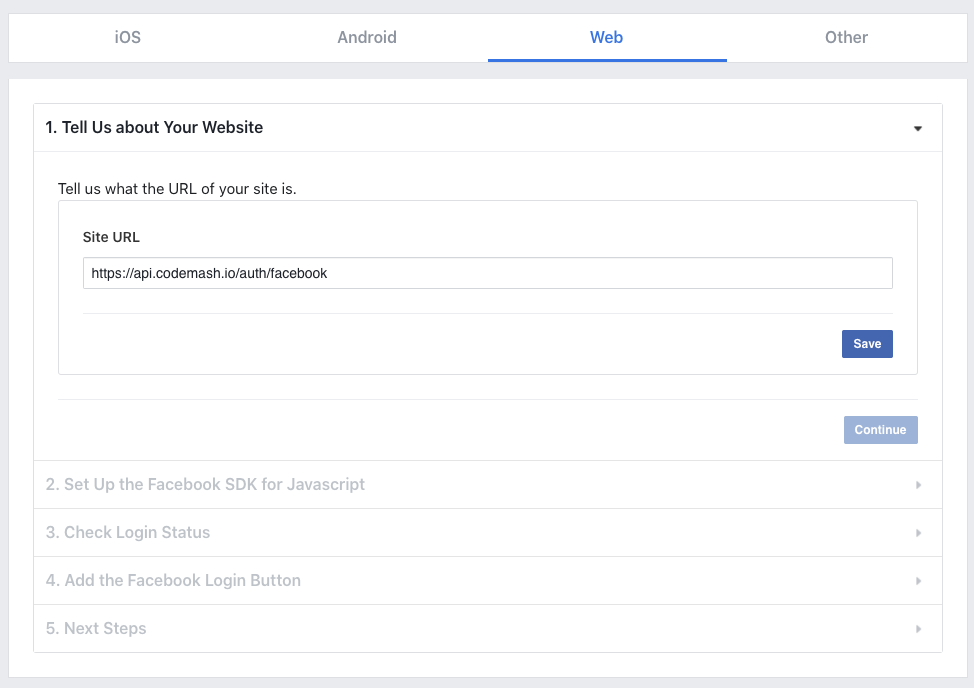 iOS
Android
Web
Other
1. Tell Us about Your Website
Tell us what the URL of your site is.
Site URL
https://api.codemash.io/auth/facebook
Save
Continue
2. Set Up the Facebook SDK for Javascript
3. Check Login Status
4. Add the Facebook Login Button
5. Next Steps